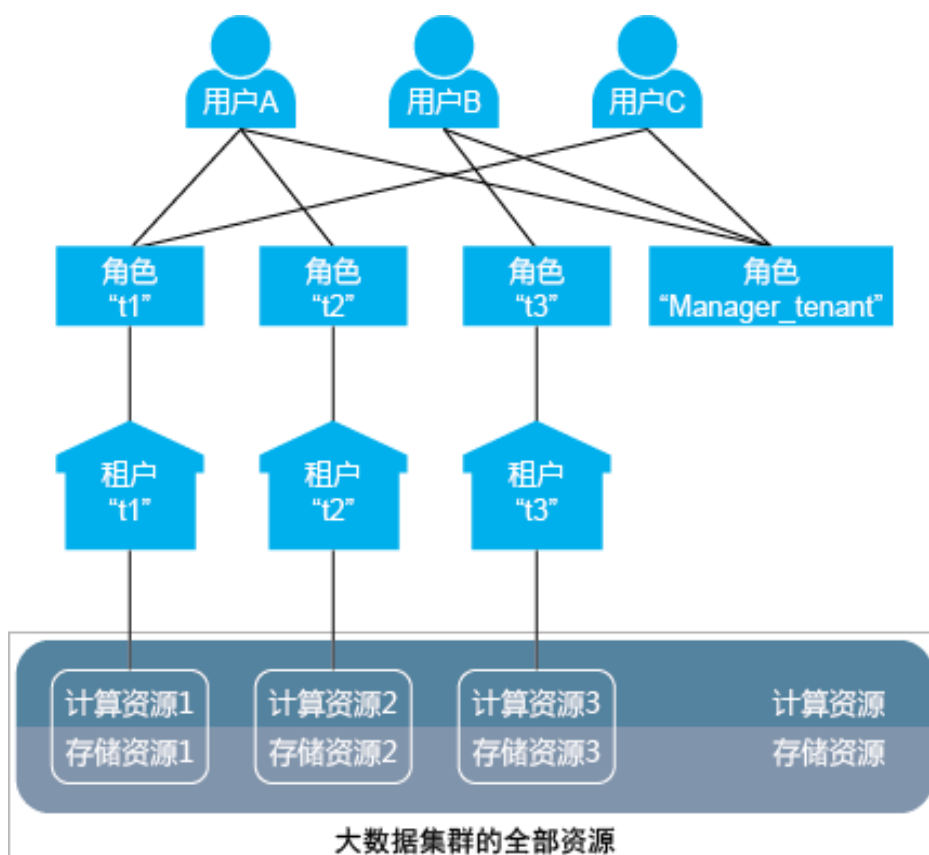 用户A
用户B
用户C
角色
“t1”
角色
“t2”
角色
“t3”
角色
“Manager_tenant”
租户
“t1”
租户
“t2”
租户
“t3”
计算资源1
存储资源1
计算资源2
存储资源2
计算资源3
存储资源3
计算资源
存储资源
大数据集群的全部资源